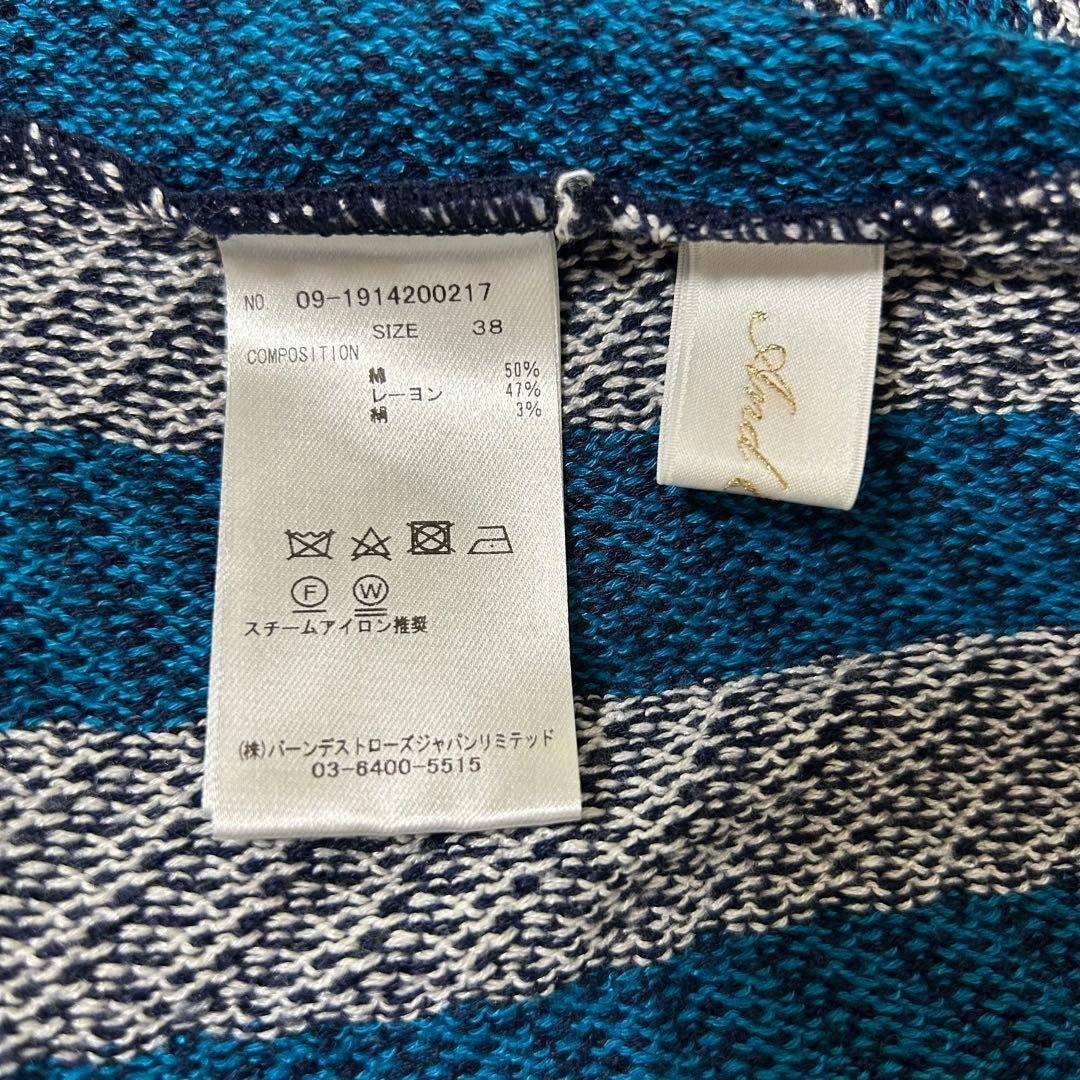 NO. 09-1914200217
SIZE 38
COMPOSITION
綿 50%
レーヨン 47%
絹 3%
F W
スチームアイロン推奨
(株)バーンデストローズジャパンリミテッド
03-6400-5515
And